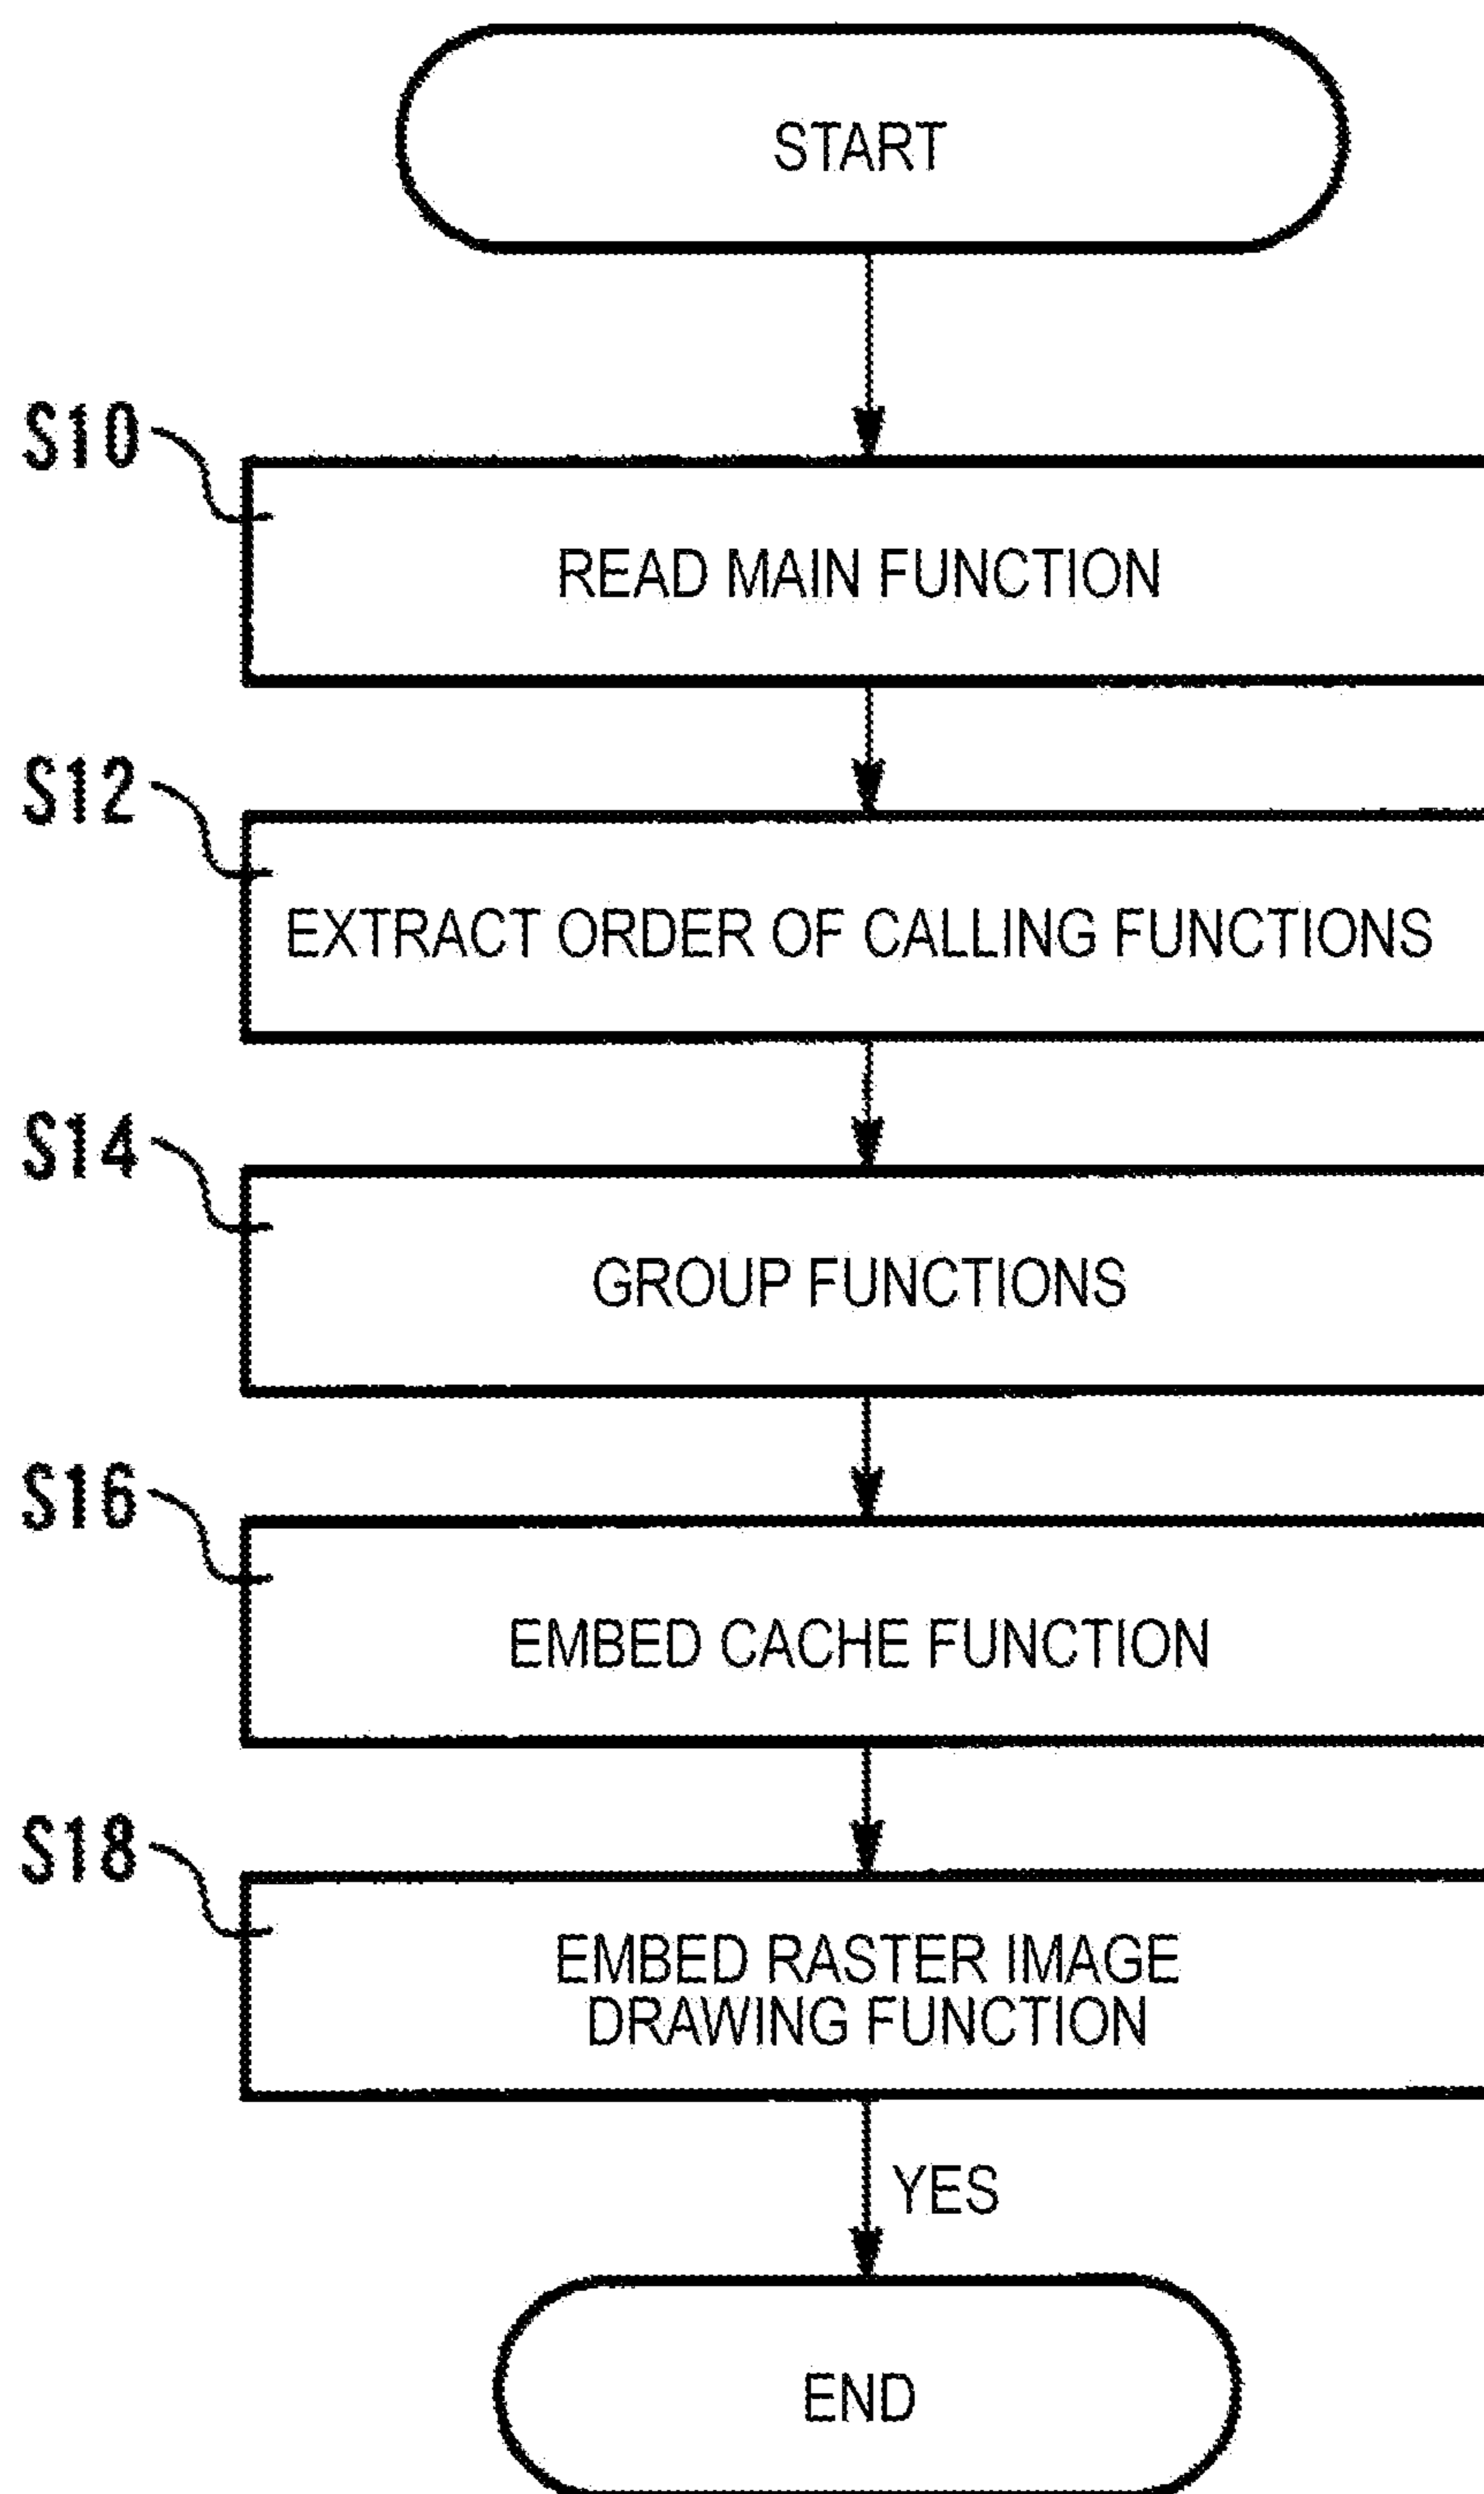 START
S10
READ MAIN FUNCTION
S12
EXTRACT ORDER OF CALLING FUNCTIONS
S14
GROUP FUNCTIONS
S16
EMBED CACHE FUNCTION
S18
EMBED RASTER IMAGE
DRAWING FUNCTION
YES
END